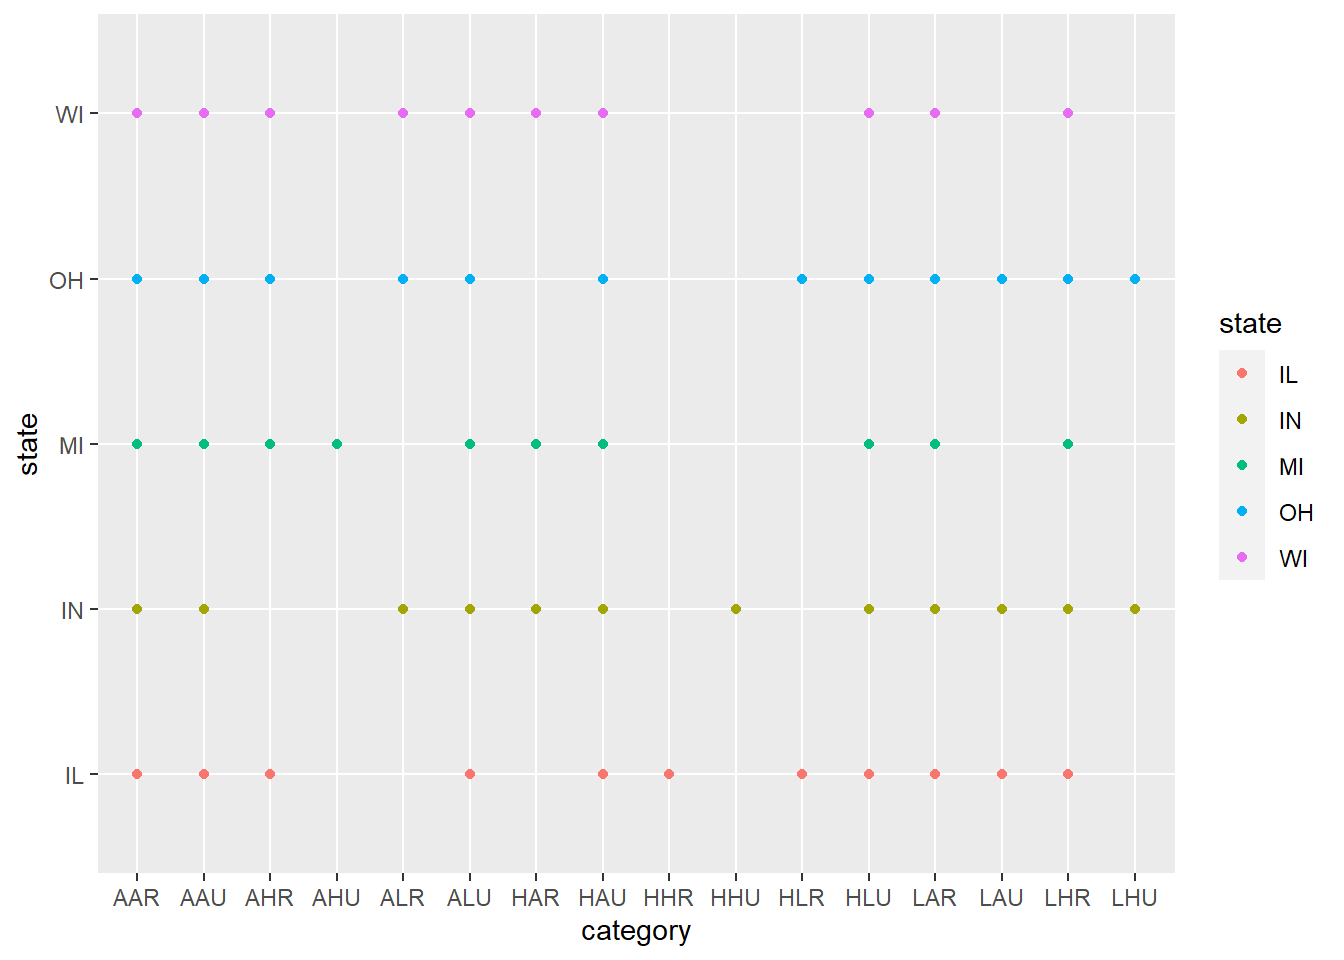 WI
OH
MI
IN
IL
state
AAR AAU AHR AHU ALR ALU HAR HAU HHR HHU HLR HLU LAR LAU LHR LHU
category
state
IL
IN
MI
OH
WI